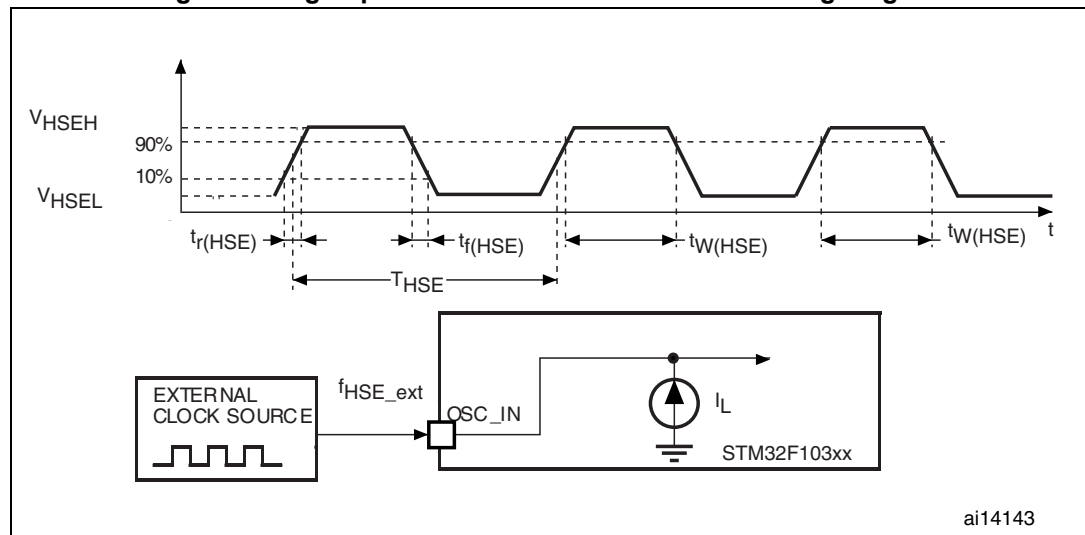 VHSEH
90%
10%
VHSEL
tr(HSE)
tf(HSE)
tW(HSE)
tW(HSE)
t
THSE
EXTERNAL
CLOCK SOURCE
fHSE_ext
OSC_IN
IL
STM32F103xx
ai14143